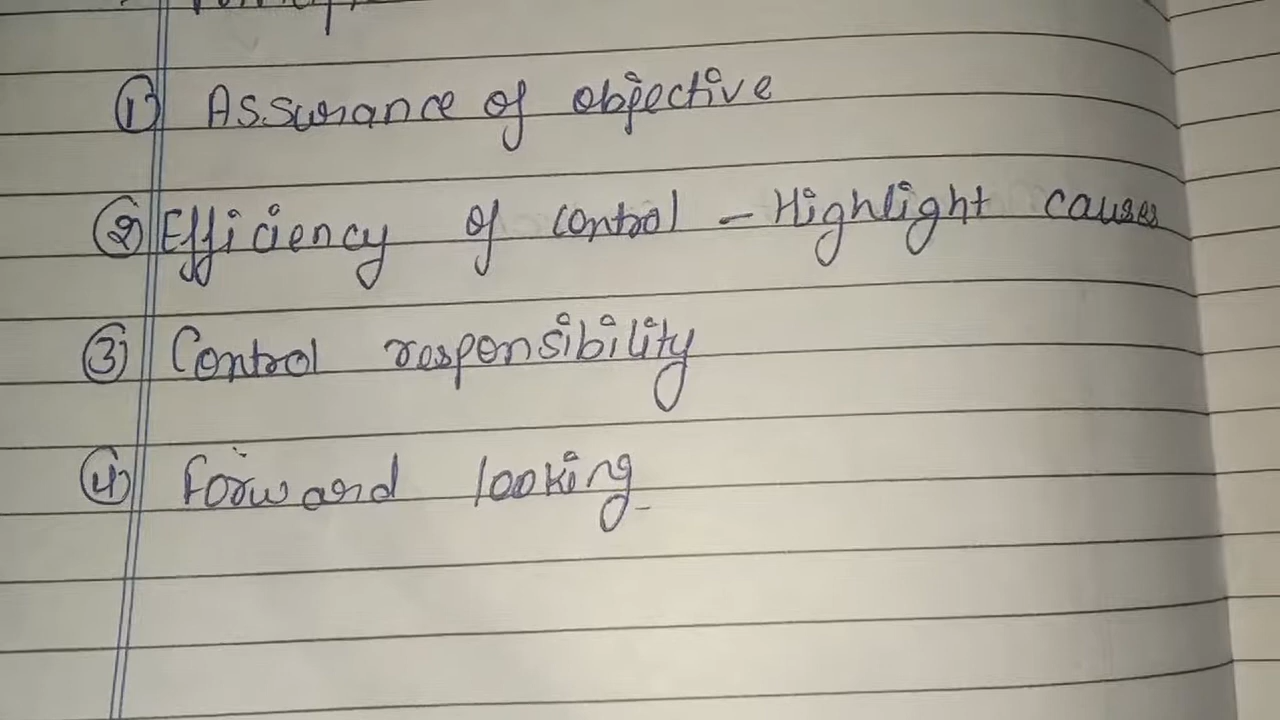 ① Assurance of objective
② Efficiency of control - Highlight causes
③ Control responsibility
④ Forward looking